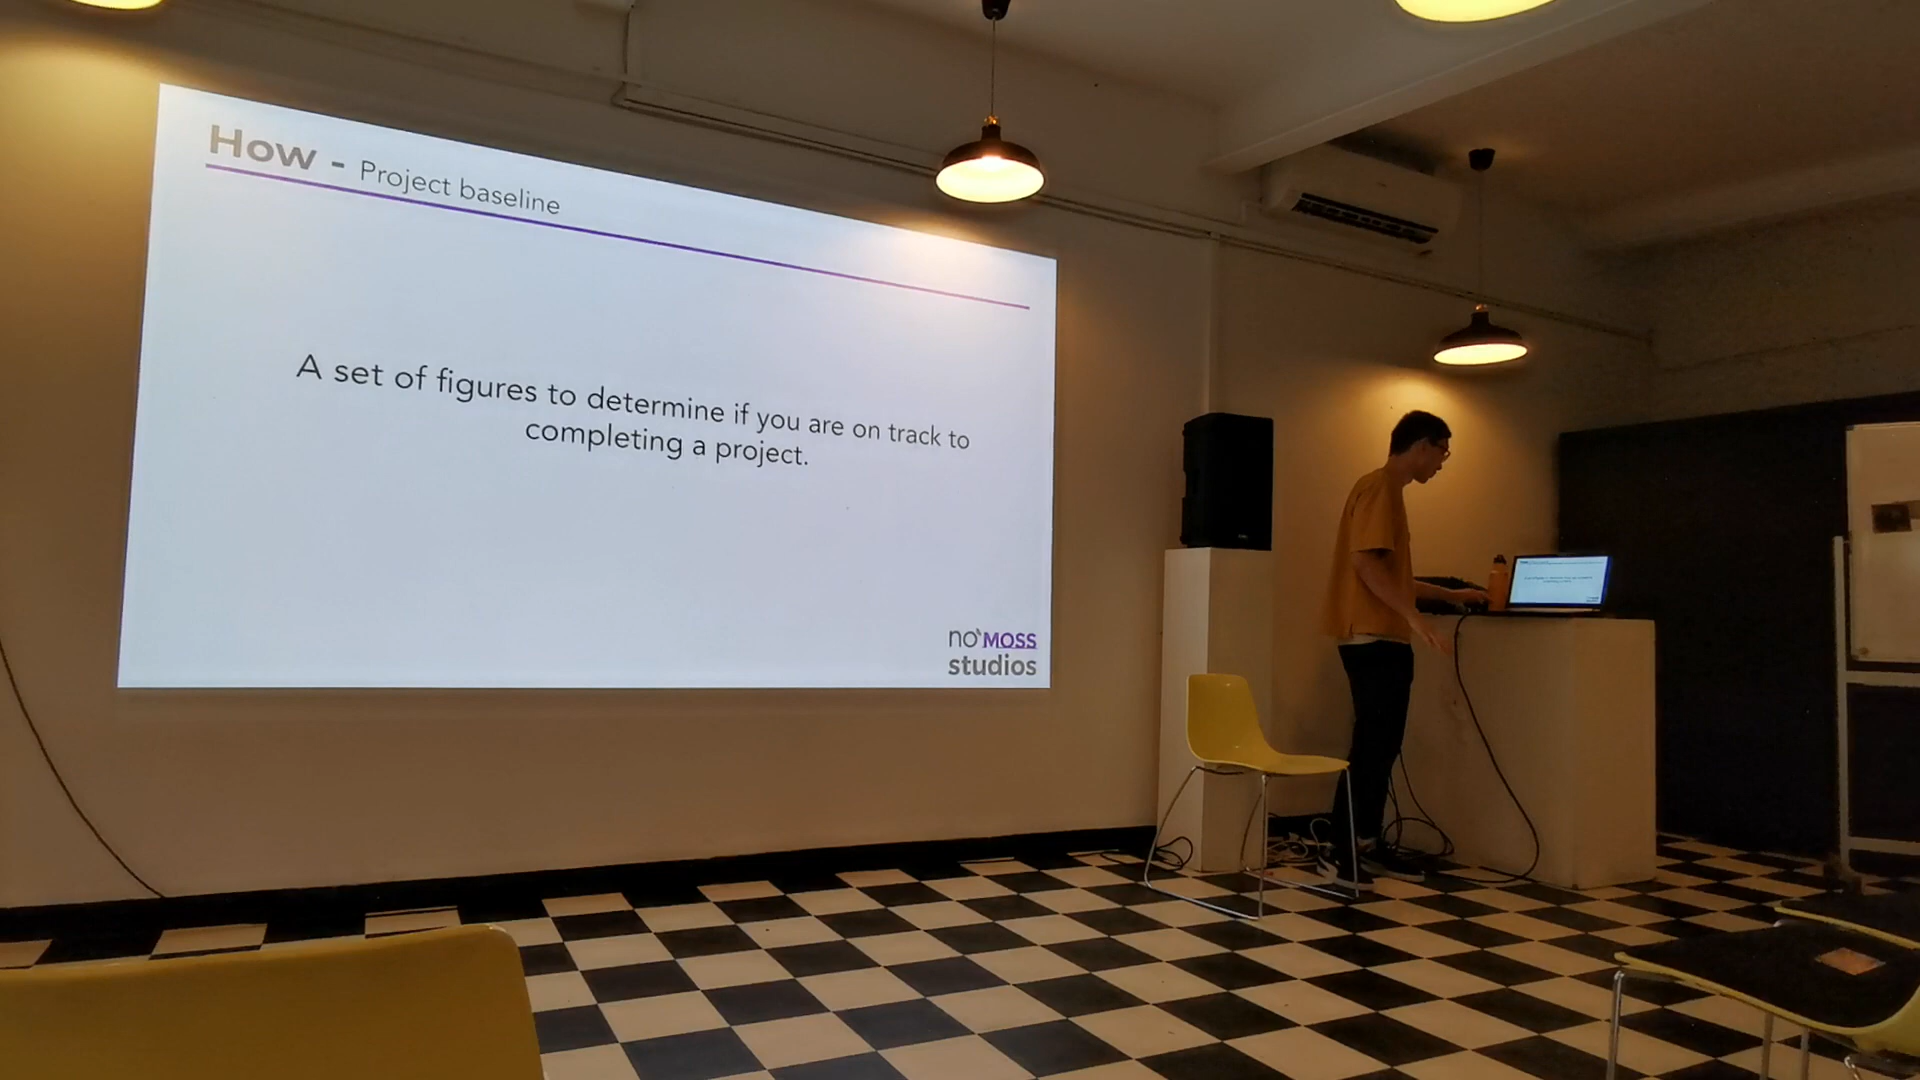 How - Project baseline
A set of figures to determine if you are on track to
completing a project.
no'MOSS
studios